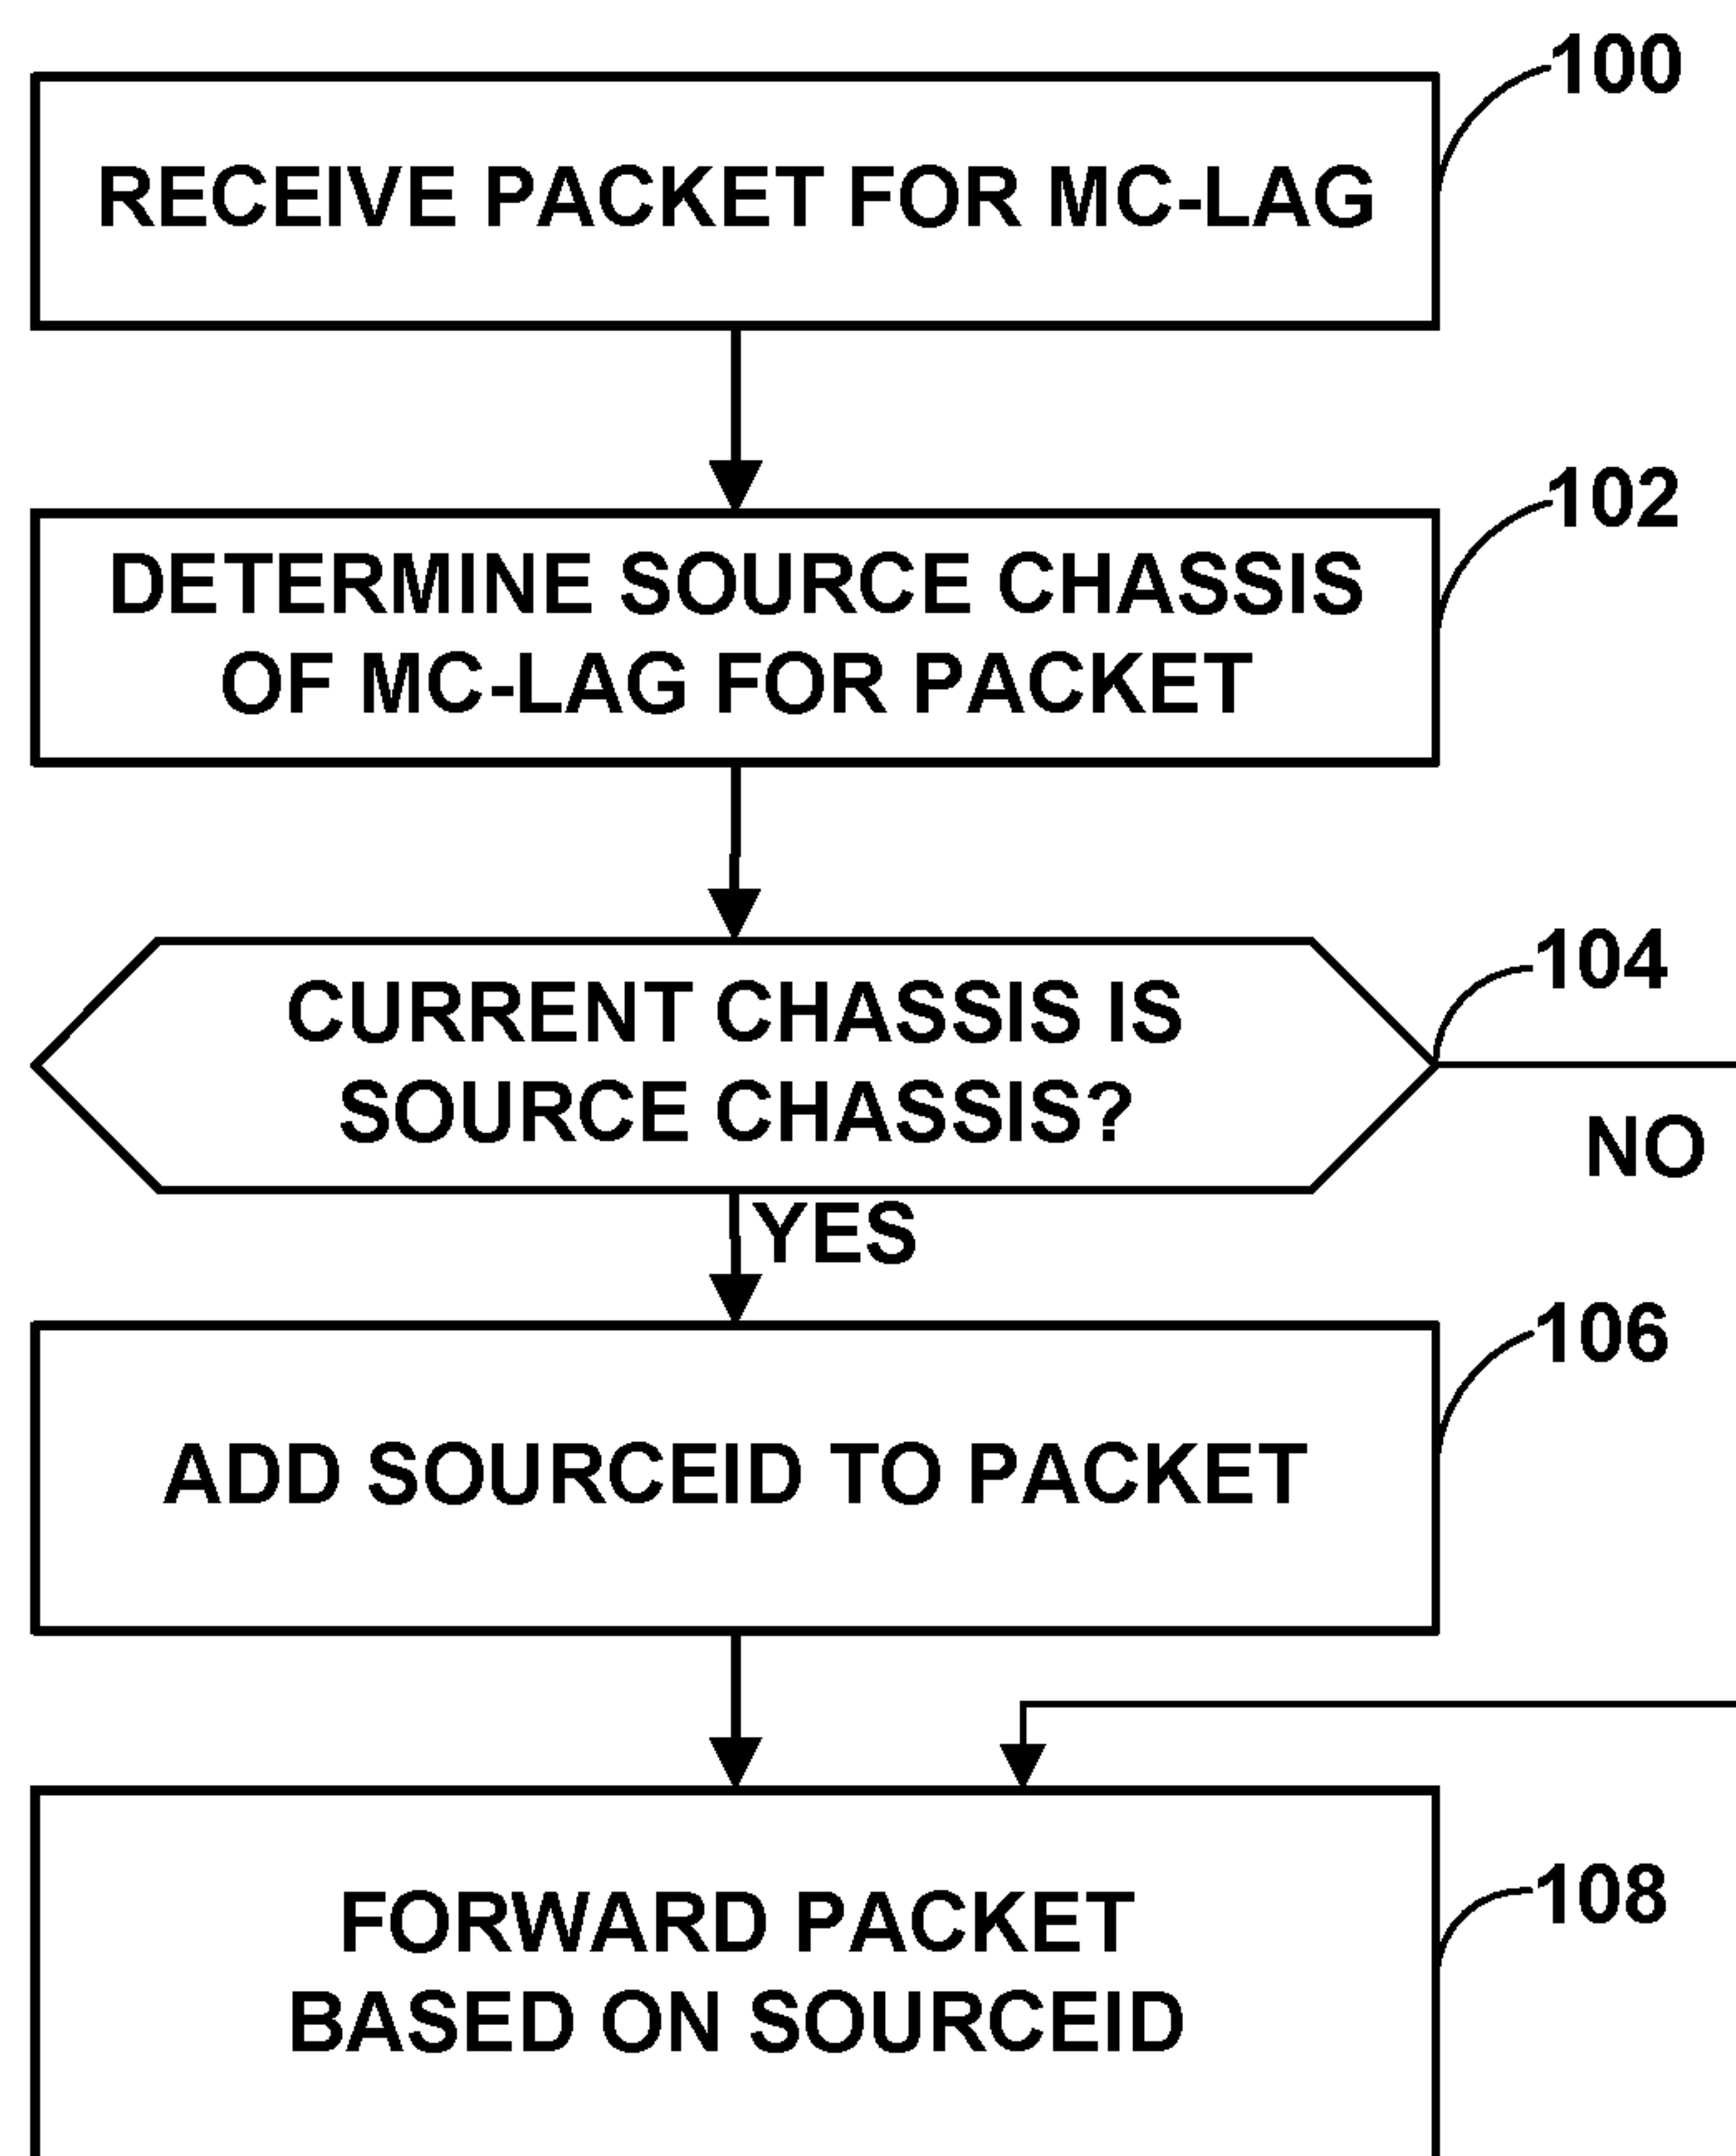 100
RECEIVE PACKET FOR MC-LAG
102
DETERMINE SOURCE CHASSIS
OF MC-LAG FOR PACKET
104
CURRENT CHASSIS IS
SOURCE CHASSIS?
NO
YES
106
ADD SOURCEID TO PACKET
108
FORWARD PACKET
BASED ON SOURCEID